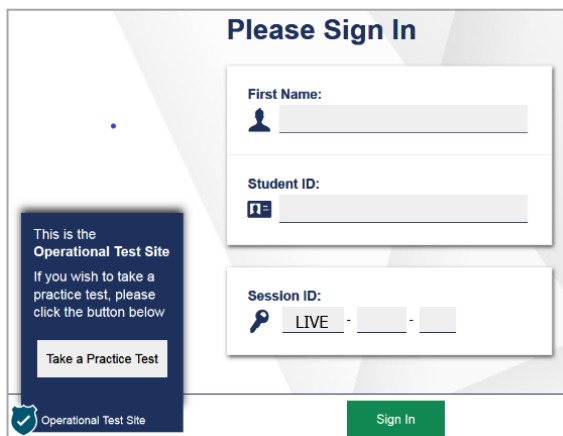 Please Sign In
First Name:
Student ID:
This is the
Operational Test Site
If you wish to take a
practice test, please
click the button below
Take a Practice Test
Operational Test Site
Session ID:
LIVE - -
Sign In